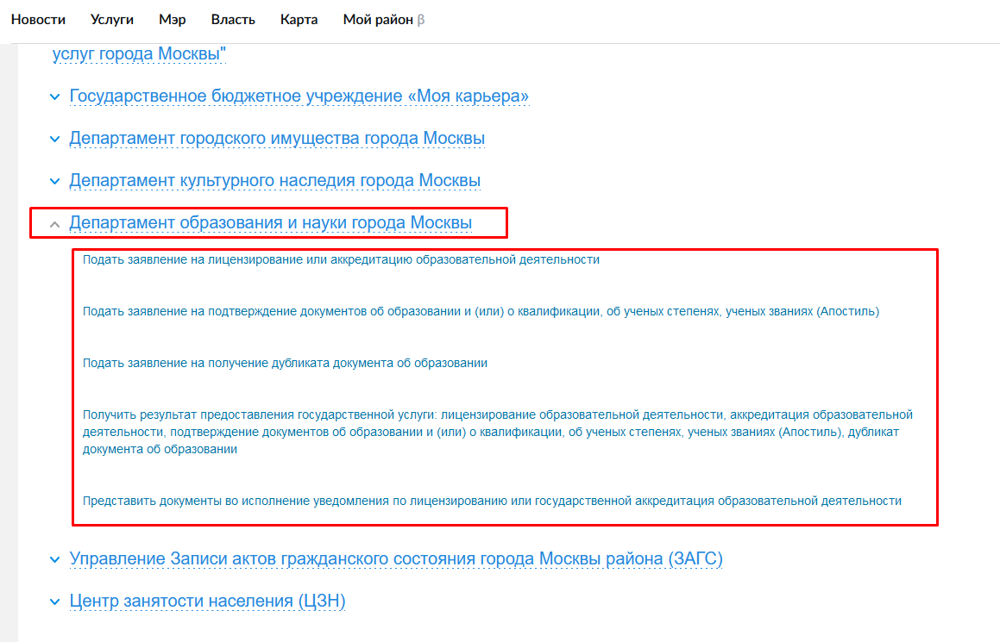 Новости Услуги Мэр Власть Карта Мой район β
услуг города Москвы"
Государственное бюджетное учреждение «Моя карьера»
Департамент городского имущества города Москвы
Департамент культурного наследия города Москвы
Департамент образования и науки города Москвы
Подать заявление на лицензирование или аккредитацию образовательной деятельности
Подать заявление на подтверждение документов об образовании и (или) о квалификации, об ученых степенях, ученых званиях (Апостиль)
Подать заявление на получение дубликата документа об образовании
Получить результат предоставления государственной услуги: лицензирование образовательной деятельности, аккредитация образовательной
деятельности, подтверждение документов об образовании и (или) о квалификации, об ученых степенях, ученых званиях (Апостиль), дубликат
документа об образовании
Представить документы во исполнение уведомления по лицензированию или государственной аккредитация образовательной деятельности
Управление Записи актов гражданского состояния города Москвы района (ЗАГС)
Центр занятости населения (ЦЗН)